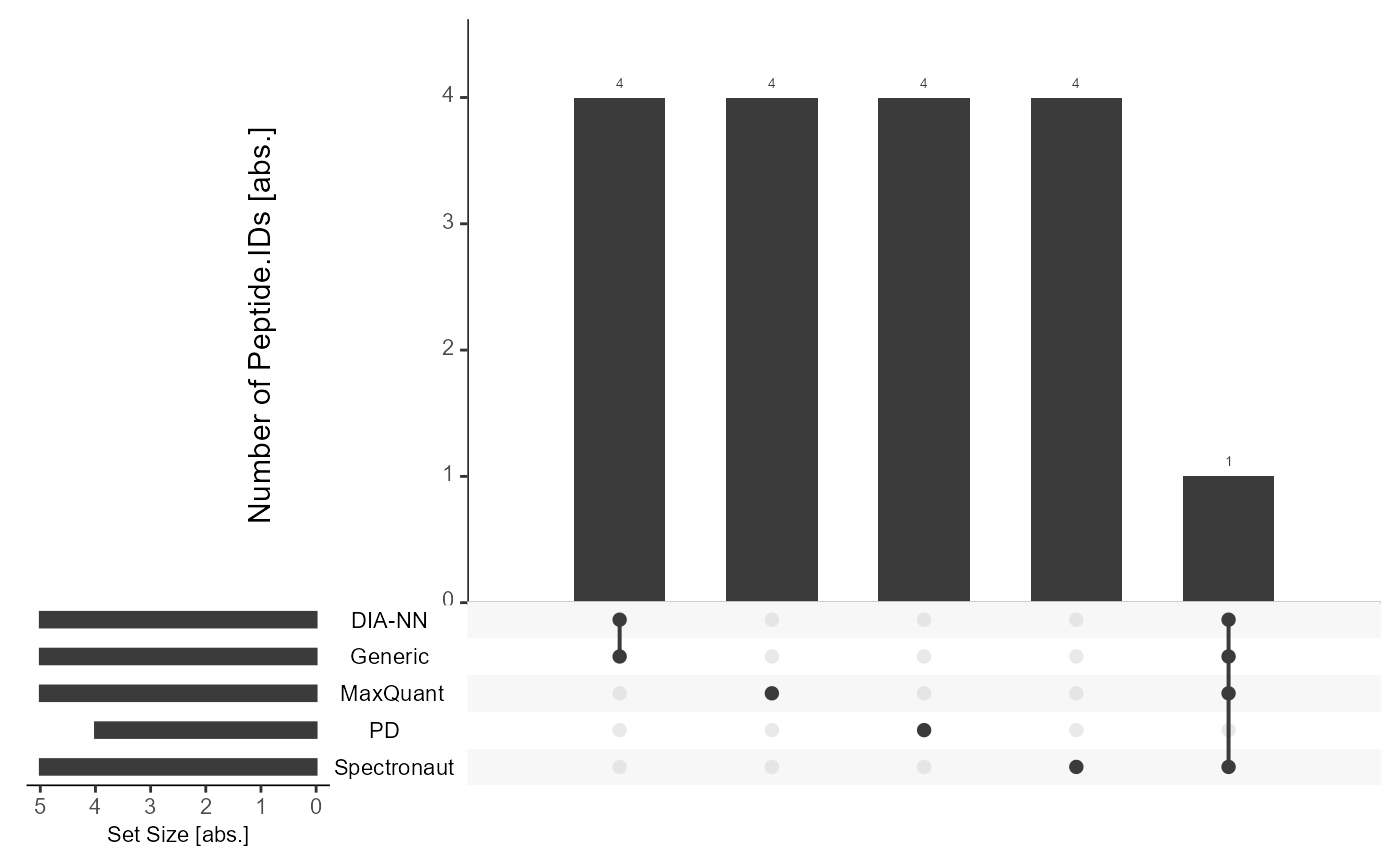 Number of Peptide.IDs [abs.]
4
3
2
1
0
4 4 4 4 1
DIA-NN
Generic
MaxQuant
PD
Spectronaut
5 4 3 2 1 0
Set Size [abs.]